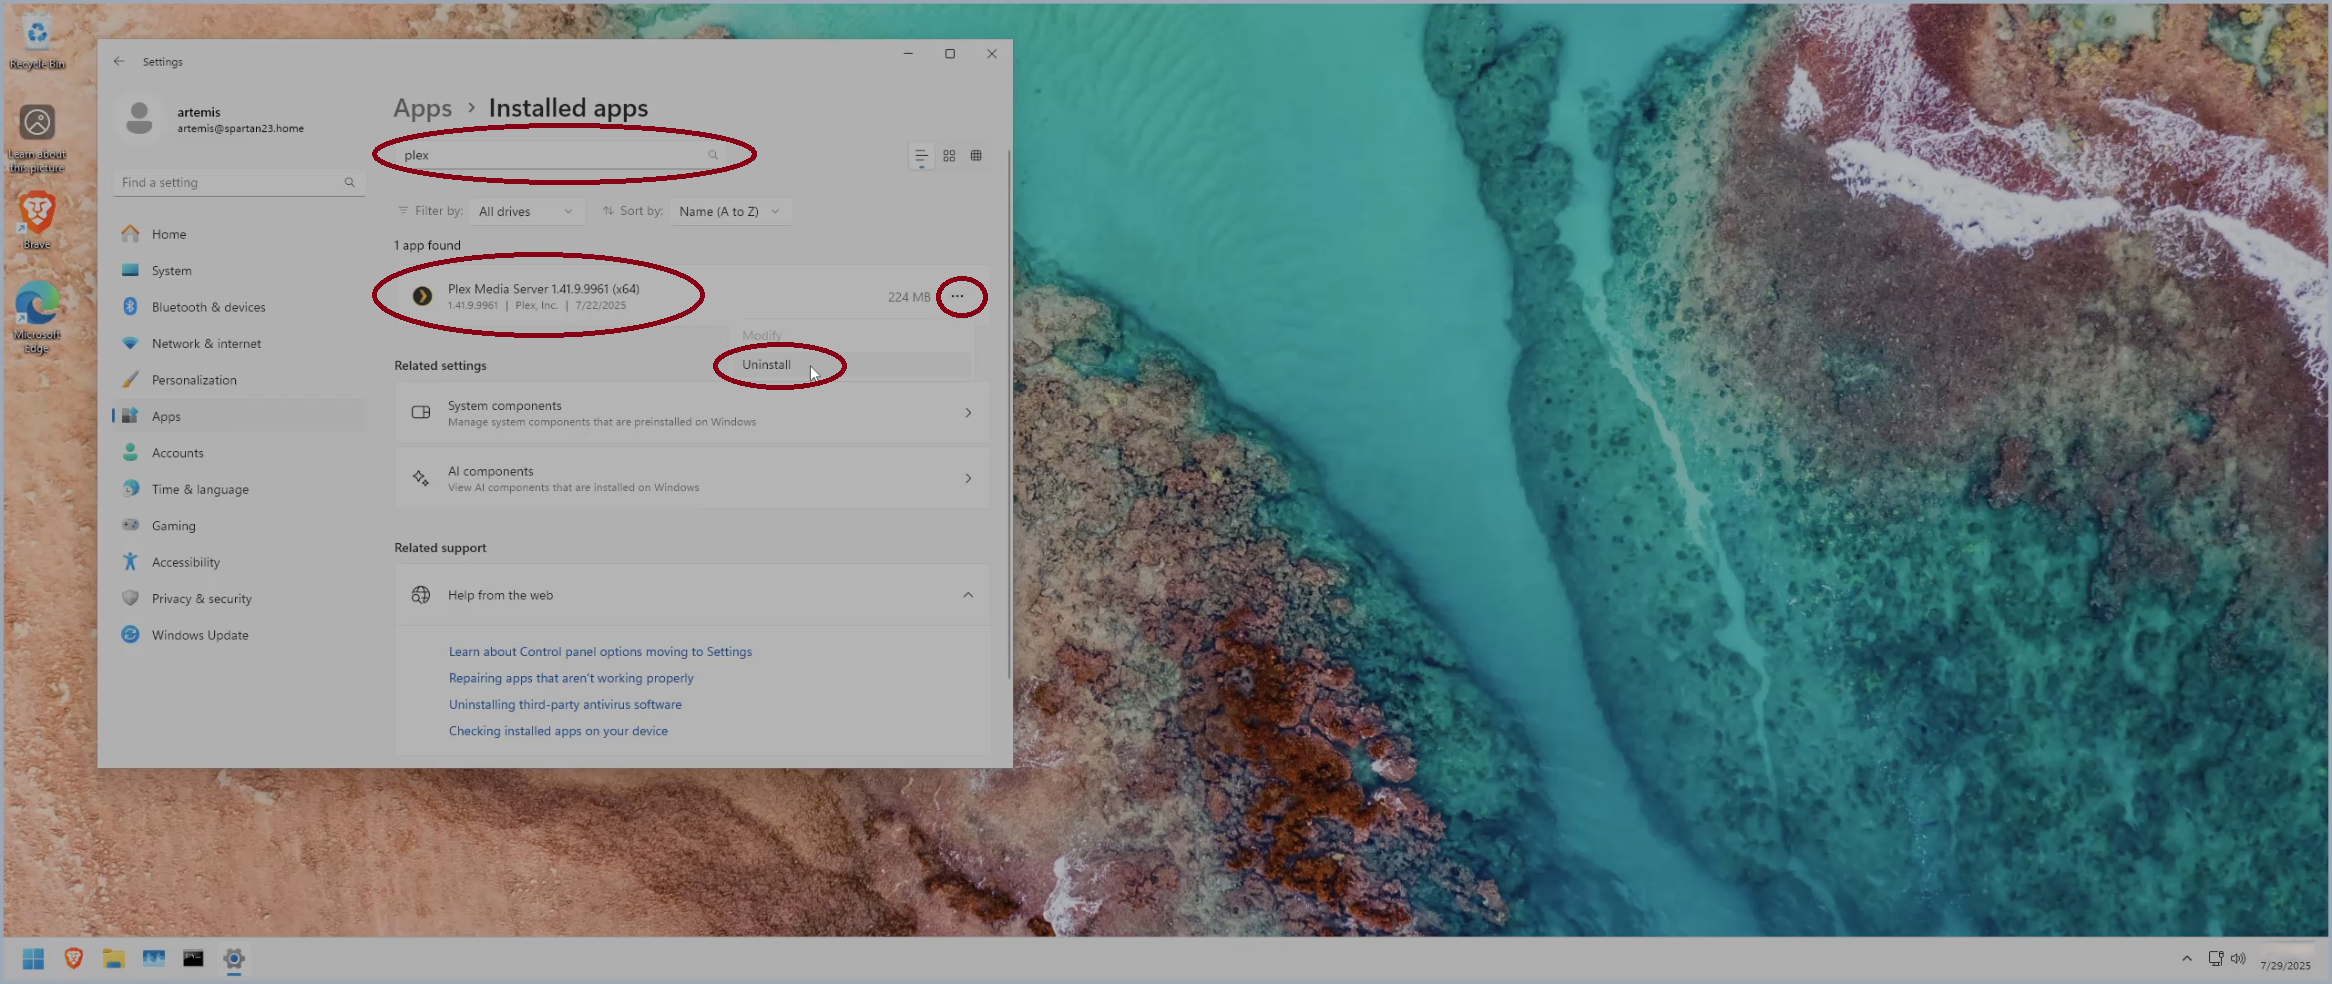 Recycle Bin
Learn about
this picture
Brave
Microsoft
Edge
Settings
artemis
artemis@spartan23.home
Find a setting
Home
System
Bluetooth & devices
Network & internet
Personalization
Apps
Accounts
Time & language
Gaming
Accessibility
Privacy & security
Windows Update
Apps > Installed apps
plex
Filter by: All drives
Sort by: Name (A to Z)
1 app found
Plex Media Server 1.41.9.9961 (x64)
1.41.9.9961 | Plex, Inc. | 7/22/2025
224 MB
Modify
Uninstall
Related settings
System components
Manage system components that are preinstalled on Windows
AI components
View AI components that are installed on Windows
Related support
Help from the web
Learn about Control panel options moving to Settings
Repairing apps that aren't working properly
Uninstalling third-party antivirus software
Checking installed apps on your device
7/29/2025